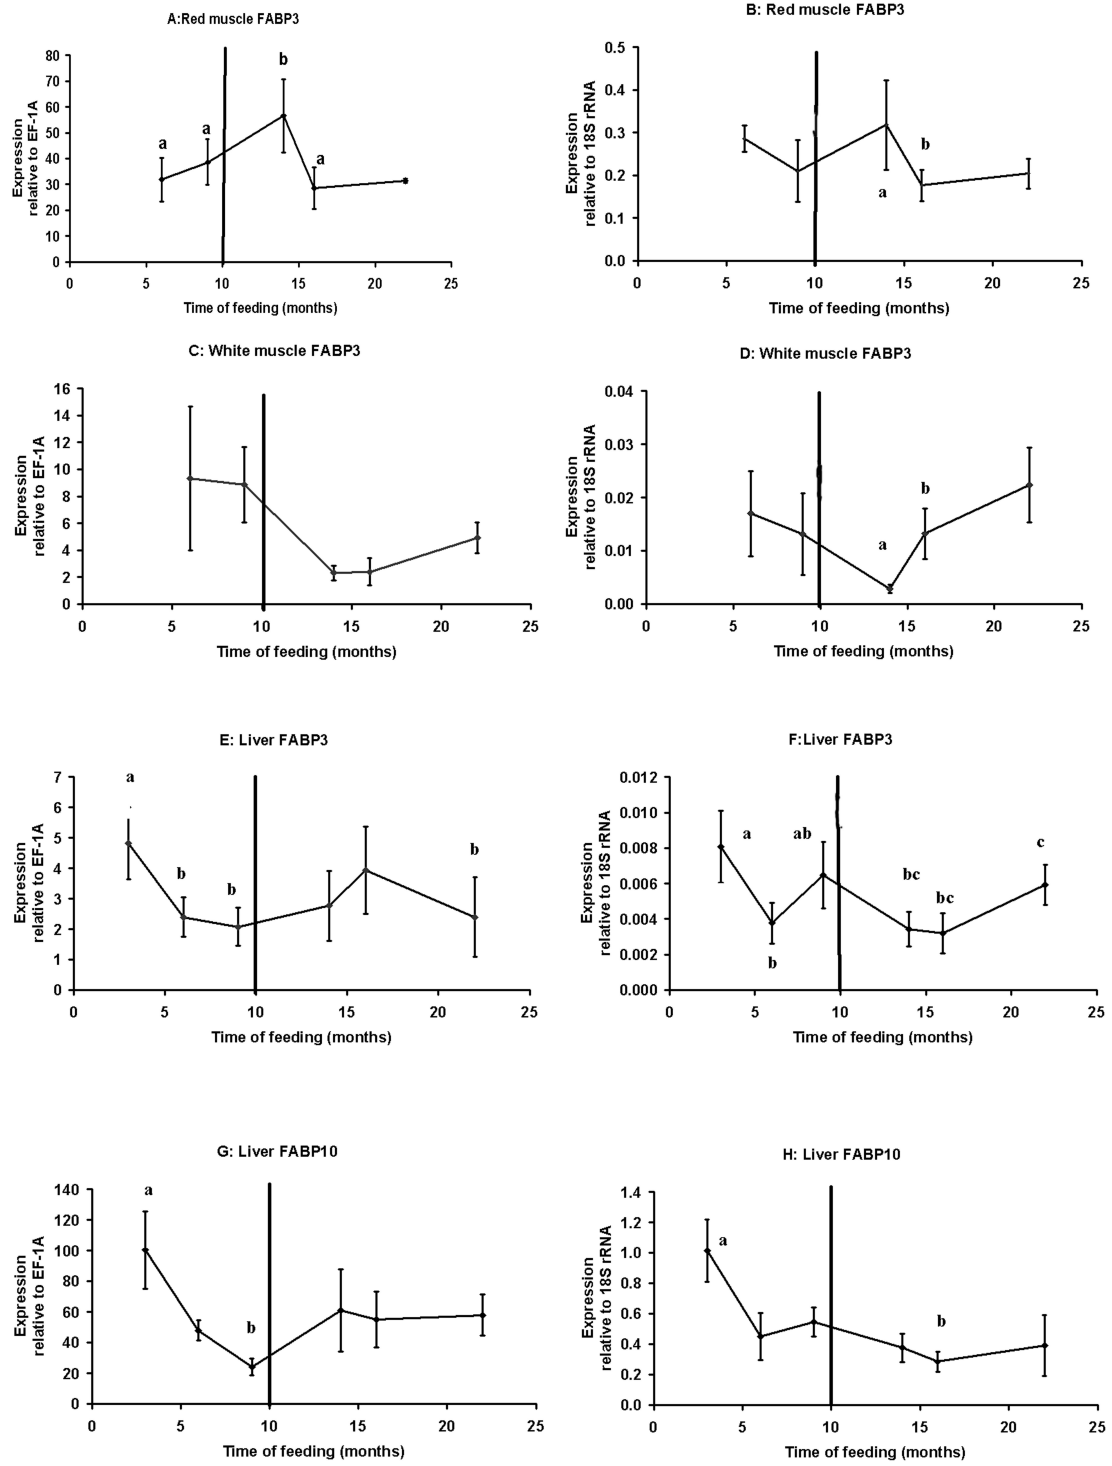 A:Red muscle FABP3
80
70
60
50
40
30
20
10
0
Expression
relative to EF-1A
a
a
b
a
0 5 10 15 20 25
Time of feeding (months)
B: Red muscle FABP3
0.5
0.4
0.3
0.2
0.1
0.0
Expression
relative to 18S rRNA
a
b
0 5 10 15 20 25
Time of feeding (months)
C: White muscle FABP3
16
14
12
10
8
6
4
2
0
Expression
relative to EF-1A
0 5 10 15 20 25
Time of feeding (months)
D: White muscle FABP3
0.04
0.03
0.02
0.01
0.00
Expression
relative to 18S rRNA
a
b
0 5 10 15 20 25
Time of feeding (months)
E: Liver FABP3
7
6
5
4
3
2
1
0
Expression
relative to EF-1A
a
b
b
b
0 5 10 15 20 25
Time of feeding (months)
F:Liver FABP3
0.012
0.010
0.008
0.006
0.004
0.002
0.000
Expression
relative to 18S rRNA
a
b
ab
bc
bc
c
0 5 10 15 20 25
Time of feeding (months)
G: Liver FABP10
140
120
100
80
60
40
20
0
Expression
relative to EF-1A
a
b
0 5 10 15 20 25
Time of feeding (months)
H: Liver FABP10
1.4
1.2
1.0
0.8
0.6
0.4
0.2
0.0
Expression
relative to 18S rRNA
a
b
0 5 10 15 20 25
Time of feeding (months)